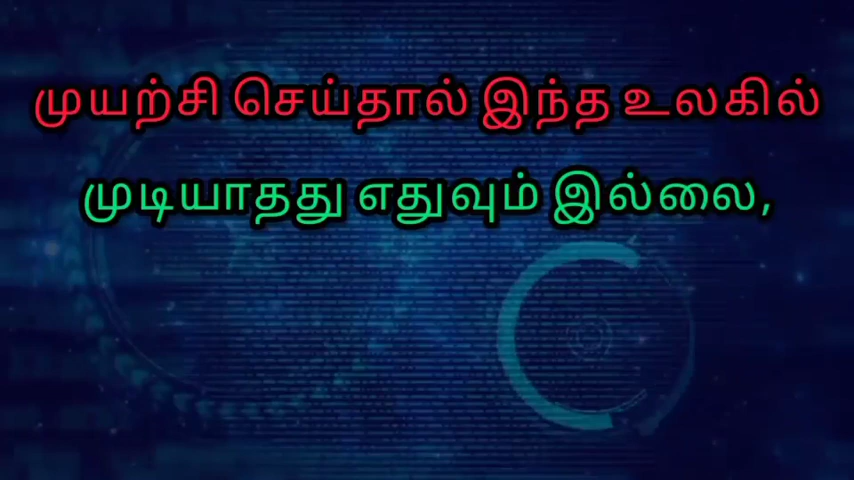 முயற்சி செய்தால் இந்த உலகில்
முடியாதது எதுவும் இல்லை,